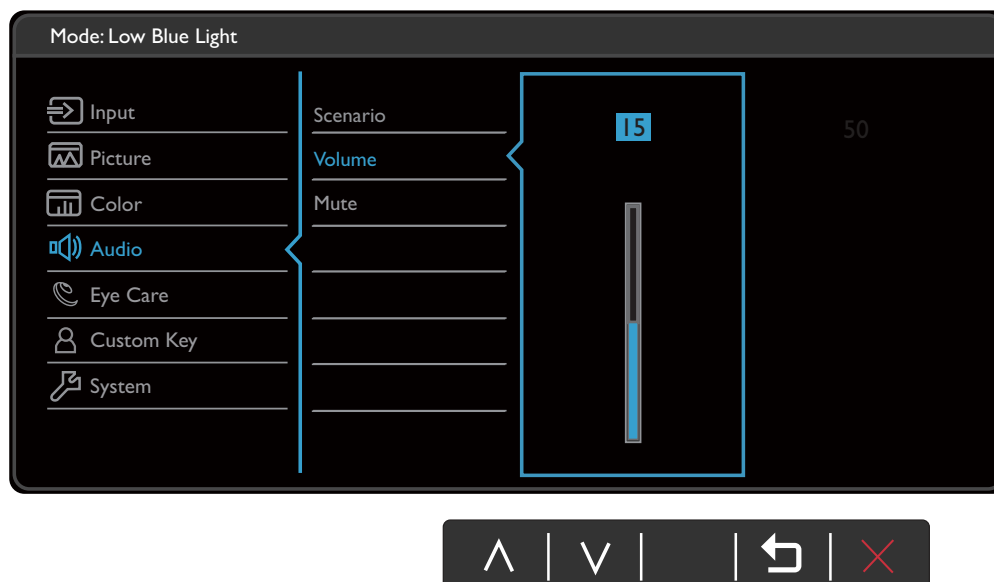 Mode: Low Blue Light
Input
Picture
Color
Audio
Eye Care
Custom Key
System
Scenario
Volume
Mute
15
50